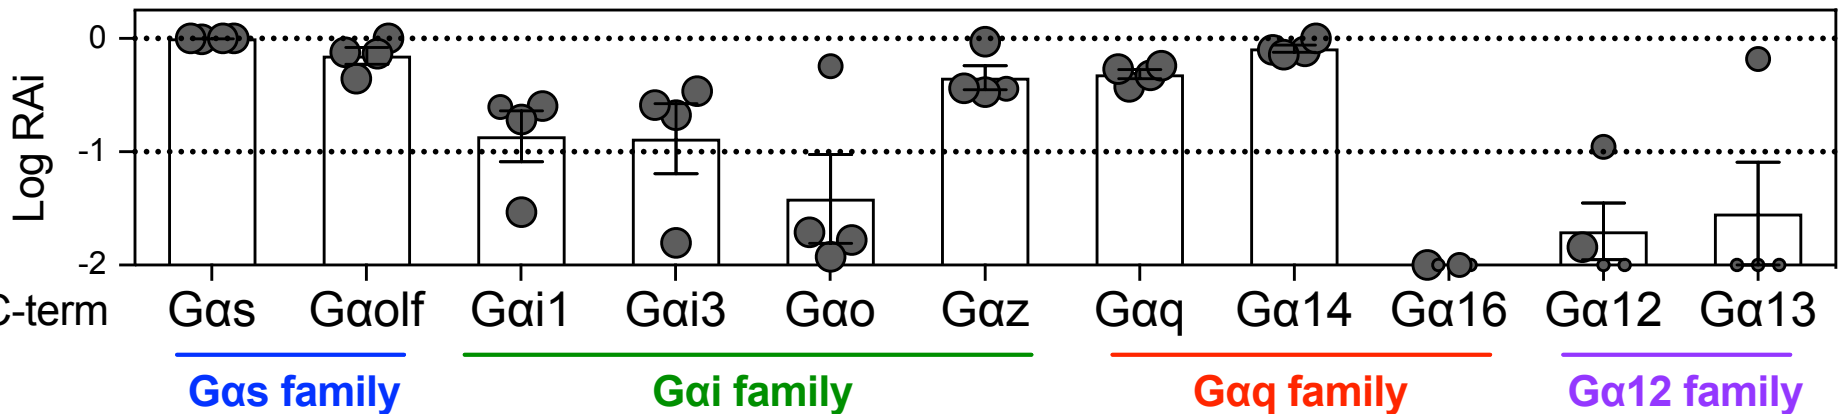 0
Log RAi
-1
-2
C-term Gαs Gαolf Gαi1 Gαi3 Gαo Gαz Gαq Gα14 Gα16 Gα12 Gα13
Gαs family Gαi family Gαq family Gα12 family